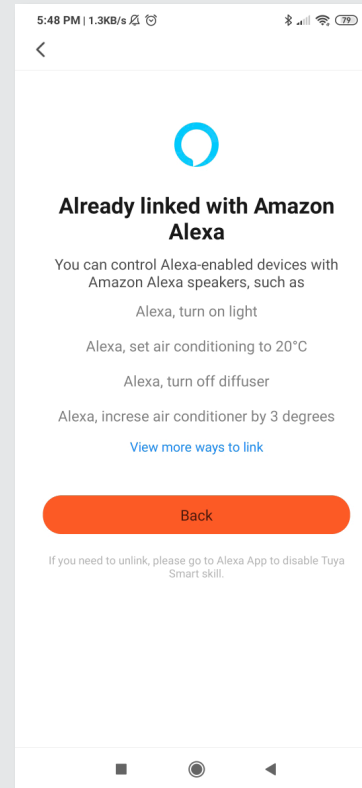 5:48 PM | 1.3KB/s
79
Already linked with Amazon
Alexa
You can control Alexa-enabled devices with
Amazon Alexa speakers, such as
Alexa, turn on light
Alexa, set air conditioning to 20°C
Alexa, turn off diffuser
Alexa, increse air conditioner by 3 degrees
View more ways to link
Back
If you need to unlink, please go to Alexa App to disable Tuya
Smart skill.